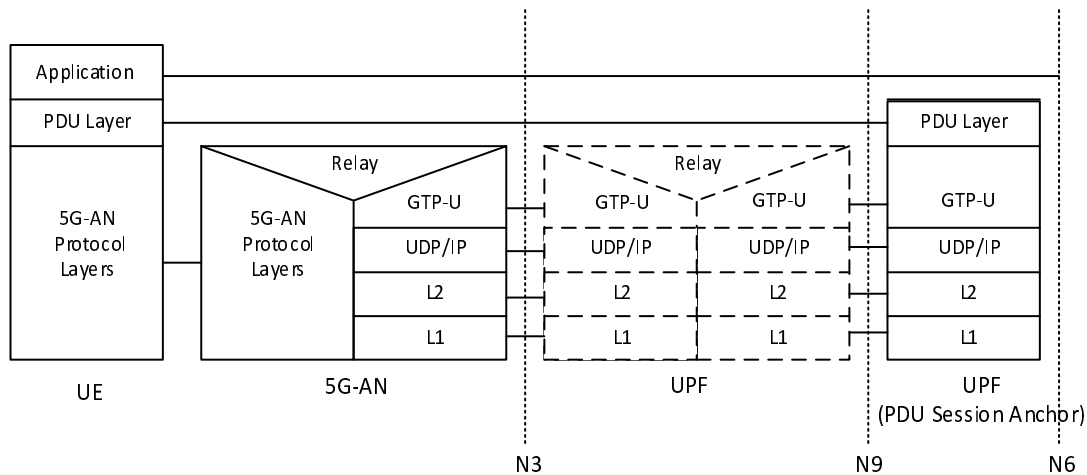 Application
PDU Layer
PDU Layer
Relay
Relay
5G-AN
Protocol
Layers
5G-AN
Protocol
Layers
GTP-U
GTP-U
GTP-U
GTP-U
UDP/IP
UDP/IP
UDP/IP
UDP/IP
L2
L2
L2
L2
L1
L1
L1
L1
UE
5G-AN
UPF
UPF
(PDU Session Anchor)
N3
N9
N6